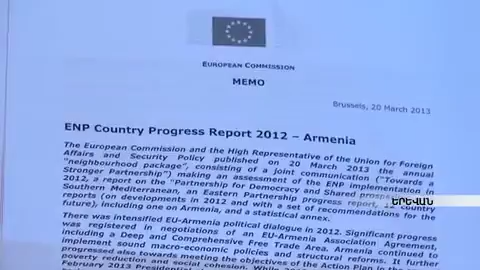 EUROPEAN COMMISSION
MEMO
Brussels, 20 March 2013
ENP Country Progress Report 2012 – Armenia
The European Commission and the High Representative of the Union for Foreign
Affairs and Security Policy published on 20 March 2013 the annual
"neighbourhood package", consisting of a joint communication ("Towards a
Stronger Partnership") making an assessment of the ENP implementation in
2012, a report on the "Partnership for Democracy and Shared
Southern Mediterranean, an Eastern Partnership progress report, 12 country
reports (on developments in 2012 and with a set of recommendations for the
future), including one on Armenia, and a statistical annex.
ԵՐԵՎԱՆ
There was intensified EU-Armenia political dialogue in 2012. Significant progress
was registered in negotiations of an EU-Armenia Association Agreement,
including a Deep and Comprehensive Free Trade Area. Armenia continued to
implement sound macro-economic policies and structural reforms. It further
progressed also towards meeting the objectives of the Action Plan in the
poverty reduction and social cohesion.
February 2013 Presidential